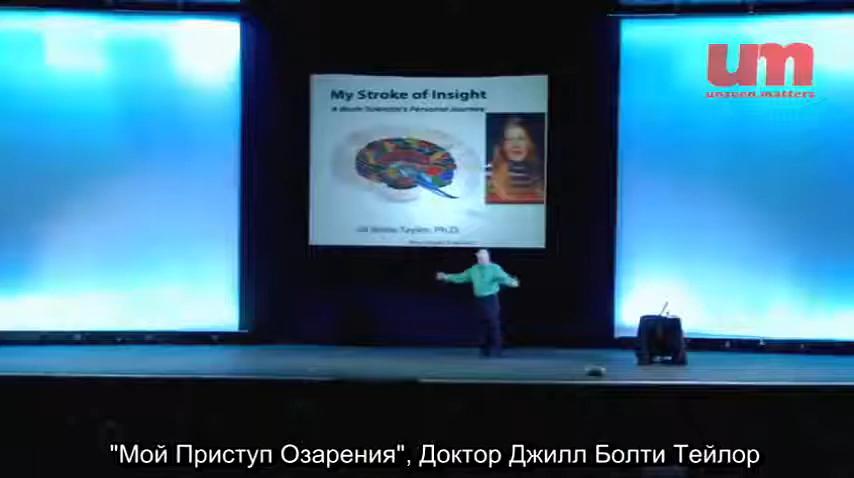 um
unseen matters
My Stroke of Insight
A Brain Scientist's Personal Journey
Jill Bolte Taylor, Ph.D.
"Мой Приступ Озарения", Доктор Джилл Болти Тейлор